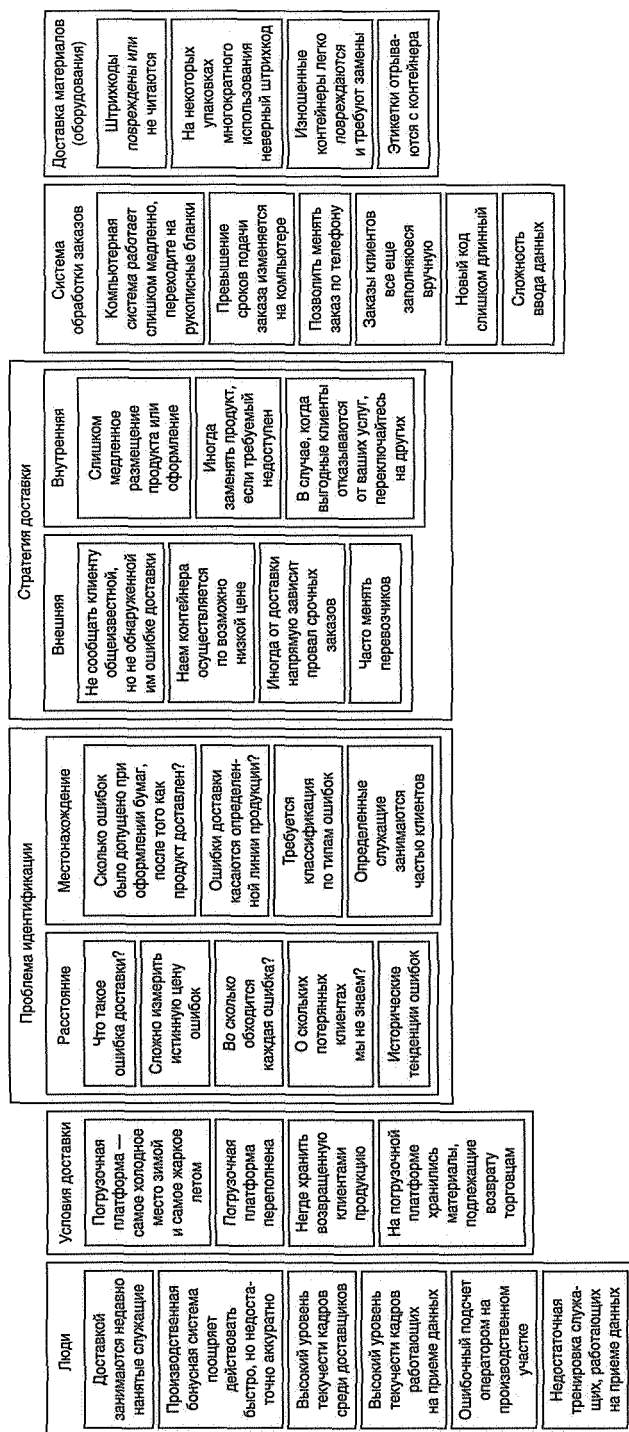 Люди
Доставкой
занимаются недавно
нанятые служащие
Производственная
бонусная система
поощряет
действовать
быстро, но недоста-
точно аккуратно
Высокий уровень
текучести кадров
среди доставщиков
Высокий уровень
текучести кадров
работающих
на приеме данных
Ошибочный подсчет
оператором на
производственном
участке
Недостаточная
тренировка служа-
щих, работающих
на приеме данных
Условия доставки
Погрузочная
платформа —
самое холодное
место зимой
и самое жаркое
летом
Погрузочная
платформа
переполнена
Негде хранить
возвращенную
клиентами
продукцию
На погрузочной
платформе
хранились
материалы,
подлежащие
возврату
торговцам
Проблема идентификации
Расстояние
Что такое
ошибка доставки?
Сложно измерить
истинную цену
ошибок
Во сколько
обходится
каждая ошибка?
О скольких
потерянных
клиентах
мы не знаем?
Исторические
тенденции ошибок
Местонахождение
Сколько ошибок
было допущено при
оформлении бумаг,
после того как
продукт доставлен?
Ошибки доставки
касаются определен-
ной линии продукции?
Требуется
классификация
по типам ошибок
Определенные
служащие
занимаются
частью клиентов
Стратегия доставки
Внешняя
Не сообщать клиенту
общеизвестной,
но не обнаруженной
им ошибке доставки
Наем контейнера
осуществляется
по возможно
низкой цене
Иногда от доставки
напрямую зависит
провал срочных
заказов
Часто менять
перевозчиков
Внутренняя
Слишком
медленное
размещение
продукта или
оформление
Иногда
заменять продукт,
если требуемый
недоступен
В случае, когда
выгодные клиенты
отказываются
от ваших услуг,
переключайтесь
на других
Система
обработки заказов
Компьютерная
система работает
слишком медленно,
переходите на
рукописные бланки
Превышение
сроков подачи
заказа изменяется
на компьютере
Позволить менять
заказ по телефону
Заказы клиентов
все еще
заполняюеся
вручную
Новый код
слишком длинный
Сложность
ввода данных
Доставка материалов
(оборудования)
Штрихкоды
повреждены или
не читаются
На некоторых
упаковках
многократного
использования
неверный штрихкод
Изношенные
контейнеры легко
повреждаются
и требуют замены
Этикетки отрыва-
ются с контейнера